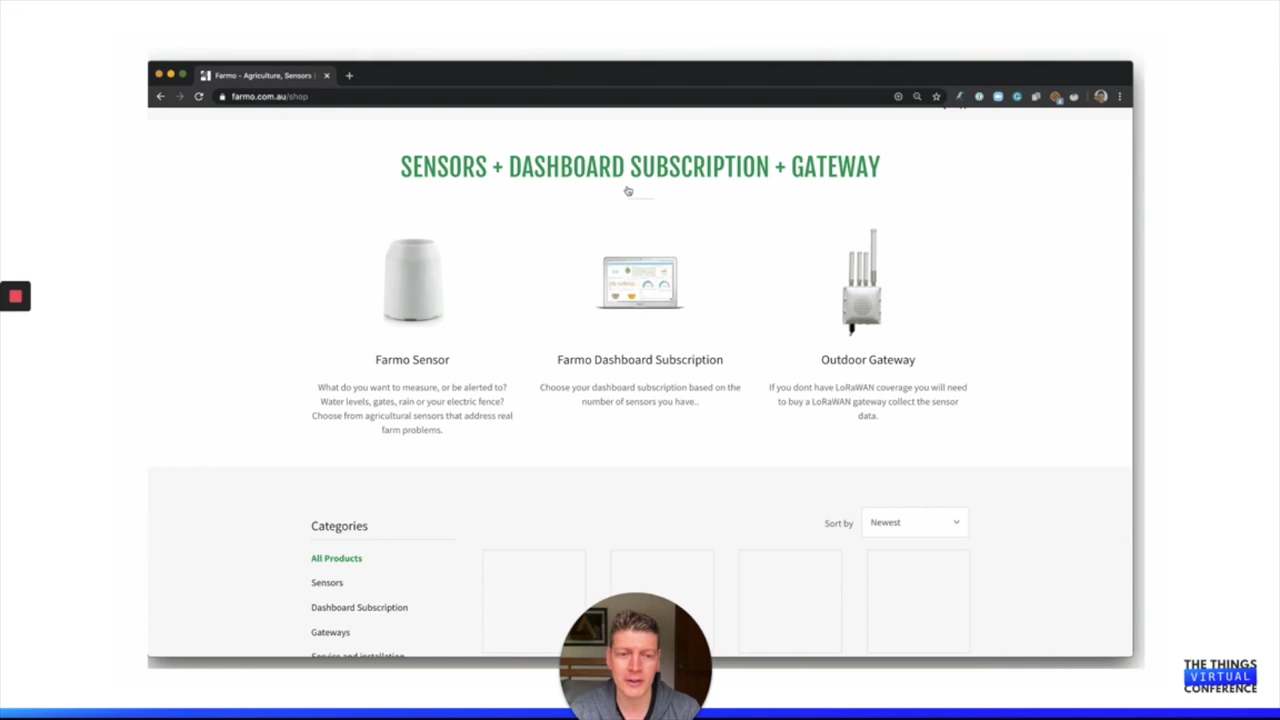 Farmo - Agriculture, Sensors |
farmo.com.au/shop
SENSORS + DASHBOARD SUBSCRIPTION + GATEWAY
Farmo Sensor
What do you want to measure, or be alerted to?
Water levels, gates, rain or your electric fence?
Choose from agricultural sensors that address real
farm problems.
Farmo Dashboard Subscription
Choose your dashboard subscription based on the
number of sensors you have..
Outdoor Gateway
If you dont have LoRaWAN coverage you will need
to buy a LoRaWAN gateway collect the sensor
data.
Categories
Sort by
Newest
All Products
Sensors
Dashboard Subscription
Gateways
Service and installation
THE THINGS
VIRTUAL
CONFERENCE